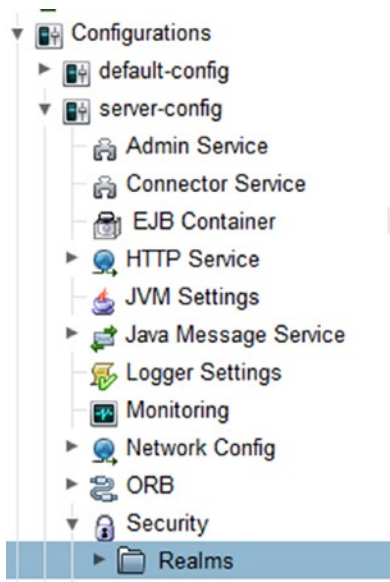 Configurations
default-config
server-config
Admin Service
Connector Service
EJB Container
HTTP Service
JVM Settings
Java Message Service
Logger Settings
Monitoring
Network Config
ORB
Security
Realms